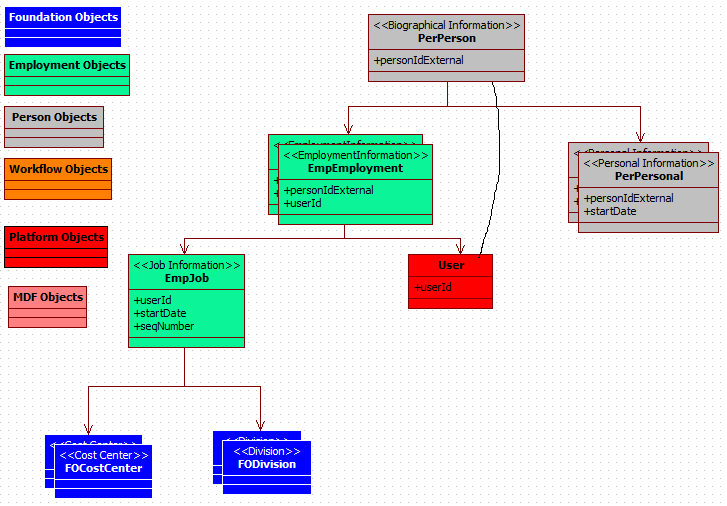 Foundation Objects
Employment Objects
Person Objects
Workflow Objects
Platform Objects
MDF Objects
<<Biographical Information>>
PerPerson
+personIdExternal
<<EmploymentInformation>>
EmpEmployment
+personIdExternal
+userId
<<Personal Information>>
PerPersonal
+personIdExternal
+startDate
<<Job Information>>
EmpJob
+userId
+startDate
+seqNumber
User
+userId
<<Cost Center>>
FOCostCenter
<<Division>>
FODivision